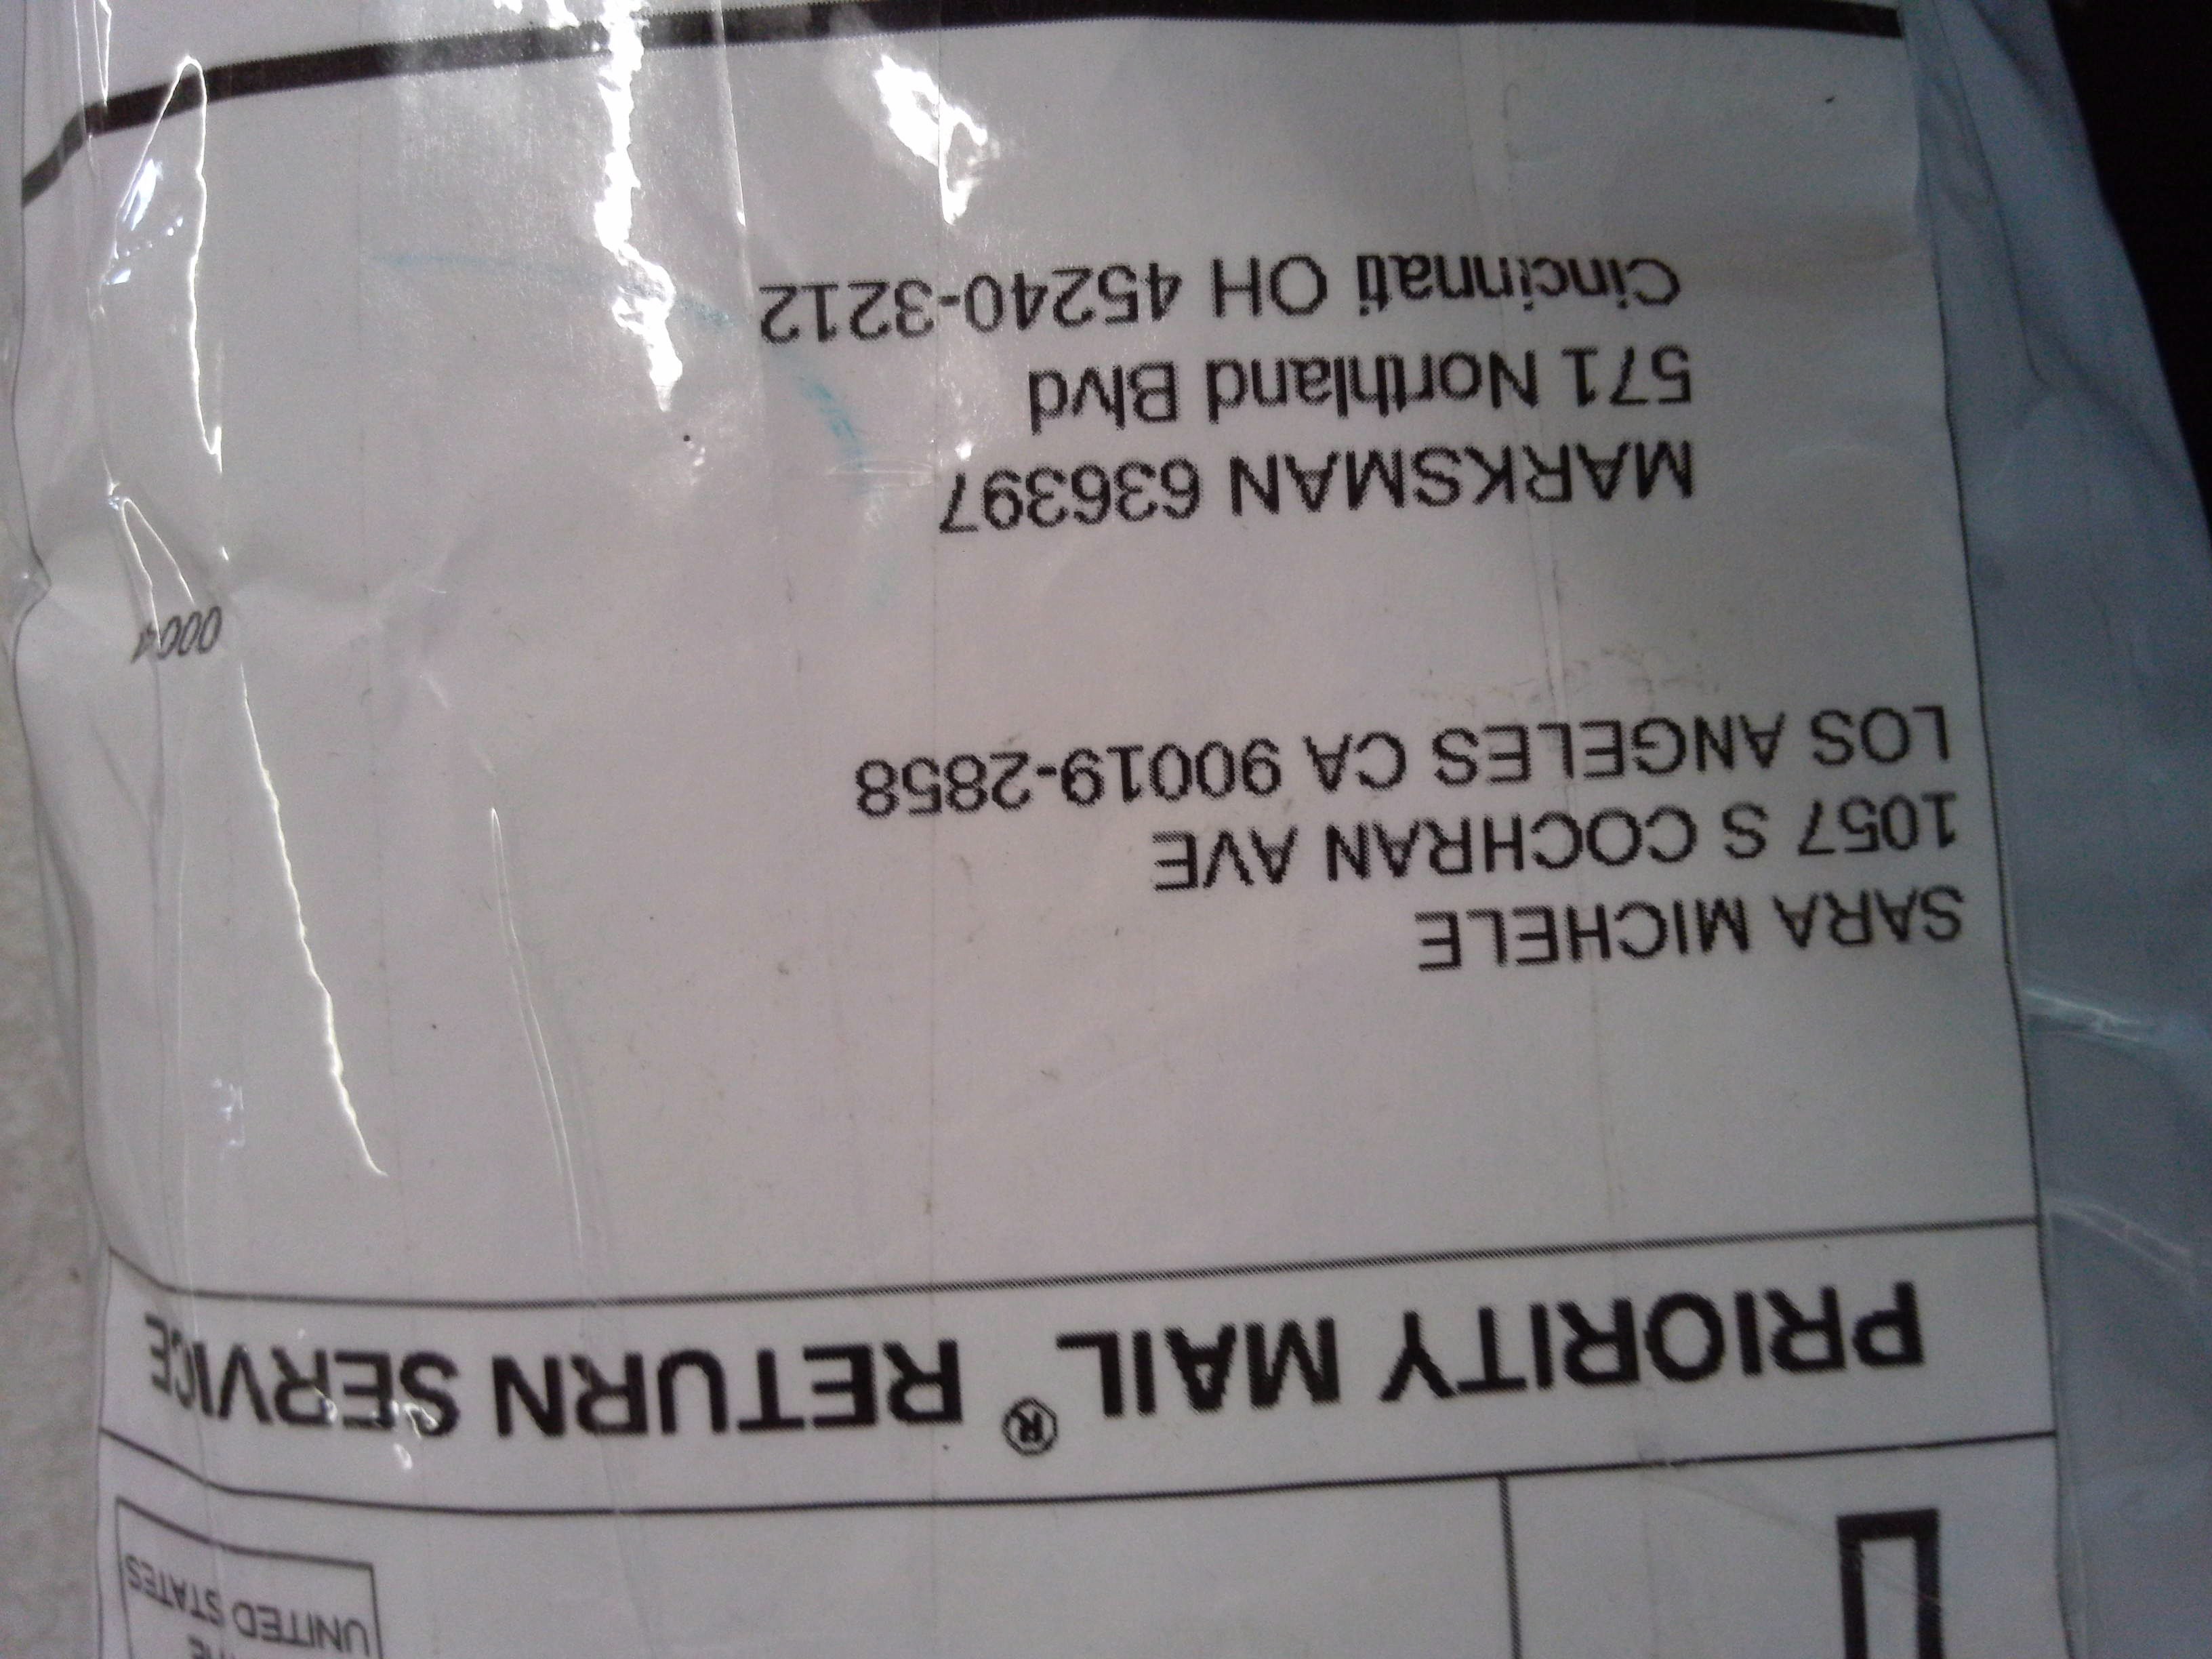 UNITED STATES
PRIORITY MAIL® RETURN SERVICE
SARA MICHELE
1057 S COCHRAN AVE
LOS ANGELES CA 90019-2858
0004
MARKSMAN 636397
571 Northland Blvd
Cincinnati OH 45240-3212